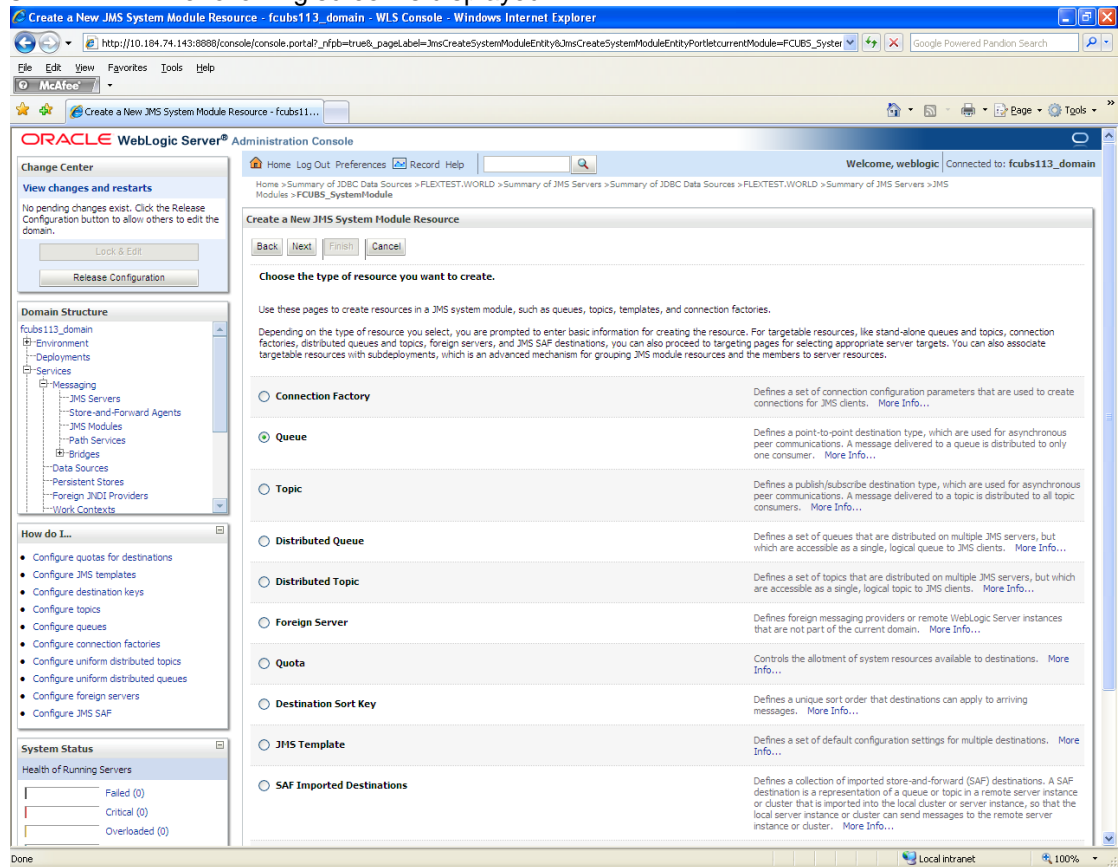 Create a New JMS System Module Resource - fcubs113_domain - WLS Console - Windows Internet Explorer
http://10.184.74.143:8888/console/console.portal?_nfpb=true&_pageLabel=JmsCreateSystemModuleEntity&JmsCreateSystemModuleEntityPortletcurrentModule=FCUBS_Syster
Google Powered Pandion Search
File Edit View Favorites Tools Help
McAfee
Create a New JMS System Module Resource - fcubs11...
Page Tools
ORACLE WebLogic Server® Administration Console
Change Center
View changes and restarts
No pending changes exist. Click the Release
Configuration button to allow others to edit the
domain.
Lock & Edit
Release Configuration
Domain Structure
fcubs113_domain
Environment
Deployments
Services
Messaging
JMS Servers
Store-and-Forward Agents
JMS Modules
Path Services
Bridges
Data Sources
Persistent Stores
Foreign JNDI Providers
Work Contexts
How do I...
Configure quotas for destinations
Configure JMS templates
Configure destination keys
Configure topics
Configure queues
Configure connection factories
Configure uniform distributed topics
Configure uniform distributed queues
Configure foreign servers
Configure JMS SAF
System Status
Health of Running Servers
Failed (0)
Critical (0)
Overloaded (0)
Home Log Out Preferences Record Help
Welcome, weblogic Connected to: fcubs113_domain
Home >Summary of JDBC Data Sources >FLEXTEST.WORLD >Summary of JMS Servers >Summary of JDBC Data Sources >FLEXTEST.WORLD >Summary of JMS Servers >JMS
Modules >FCUBS_SystemModule
Create a New JMS System Module Resource
Back Next Finish Cancel
Choose the type of resource you want to create.
Use these pages to create resources in a JMS system module, such as queues, topics, templates, and connection factories.
Depending on the type of resource you select, you are prompted to enter basic information for creating the resource. For targetable resources, like stand-alone queues and topics, connection
factories, distributed queues and topics, foreign servers, and JMS SAF destinations, you can also proceed to targeting pages for selecting appropriate server targets. You can also associate
targetable resources with subdeployments, which is an advanced mechanism for grouping JMS module resources and the members to server resources.
Connection Factory
Defines a set of connection configuration parameters that are used to create
connections for JMS clients. More Info...
Queue
Defines a point-to-point destination type, which are used for asynchronous
peer communications. A message delivered to a queue is distributed to only
one consumer. More Info...
Topic
Defines a publish/subscribe destination type, which are used for asynchronous
peer communications. A message delivered to a topic is distributed to all topic
consumers. More Info...
Distributed Queue
Defines a set of queues that are distributed on multiple JMS servers, but
which are accessible as a single, logical queue to JMS clients. More Info...
Distributed Topic
Defines a set of topics that are distributed on multiple JMS servers, but which
are accessible as a single, logical topic to JMS clients. More Info...
Foreign Server
Defines foreign messaging providers or remote WebLogic Server instances
that are not part of the current domain. More Info...
Quota
Controls the allotment of system resources available to destinations. More
Info...
Destination Sort Key
Defines a unique sort order that destinations can apply to arriving
messages. More Info...
JMS Template
Defines a set of default configuration settings for multiple destinations. More
Info...
SAF Imported Destinations
Defines a collection of imported store-and-forward (SAF) destinations. A SAF
destination is a representation of a queue or topic in a remote server instance
or cluster that is imported into the local cluster or server instance, so that the
local server instance or cluster can send messages to the remote server
instance or cluster. More Info...
Done
Local intranet
100%